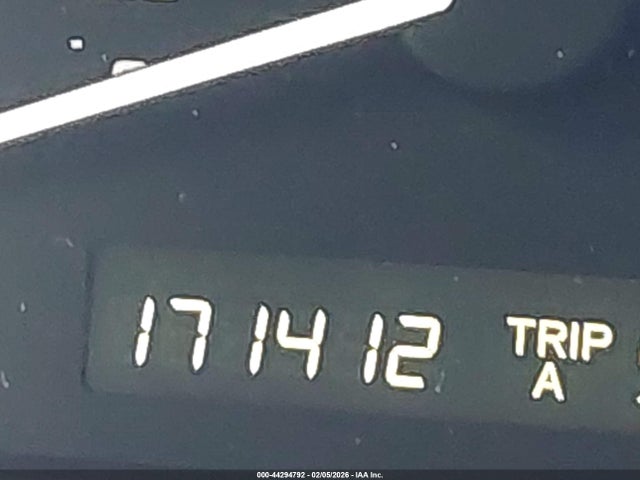 171412 TRIP
A
000-44294792 - 02/05/2026 - IAA Inc.